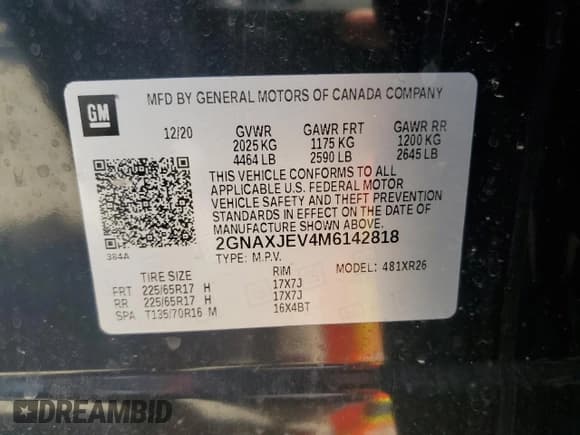 GM
MFD BY GENERAL MOTORS OF CANADA COMPANY
12/20 GVWR GAWR FRT GAWR RR
2025 KG 1175 KG 1200 KG
4464 LB 2590 LB 2645 LB
THIS VEHICLE CONFORMS TO ALL
APPLICABLE U.S. FEDERAL MOTOR
VEHICLE SAFETY AND THEFT PREVENTION
STANDARDS IN EFFECT ON THE DATE OF
MANUFACTURE SHOWN ABOVE.
2GNAXJEV4M6142818
384A
TYPE: M.P.V. MODEL: 481XR26
TIRE SIZE RIM
FRT 225/65R17 H 17X7J
RR 225/65R17 H 17X7J
SPA T135/70R16 M 16X4BT
DREAMBID